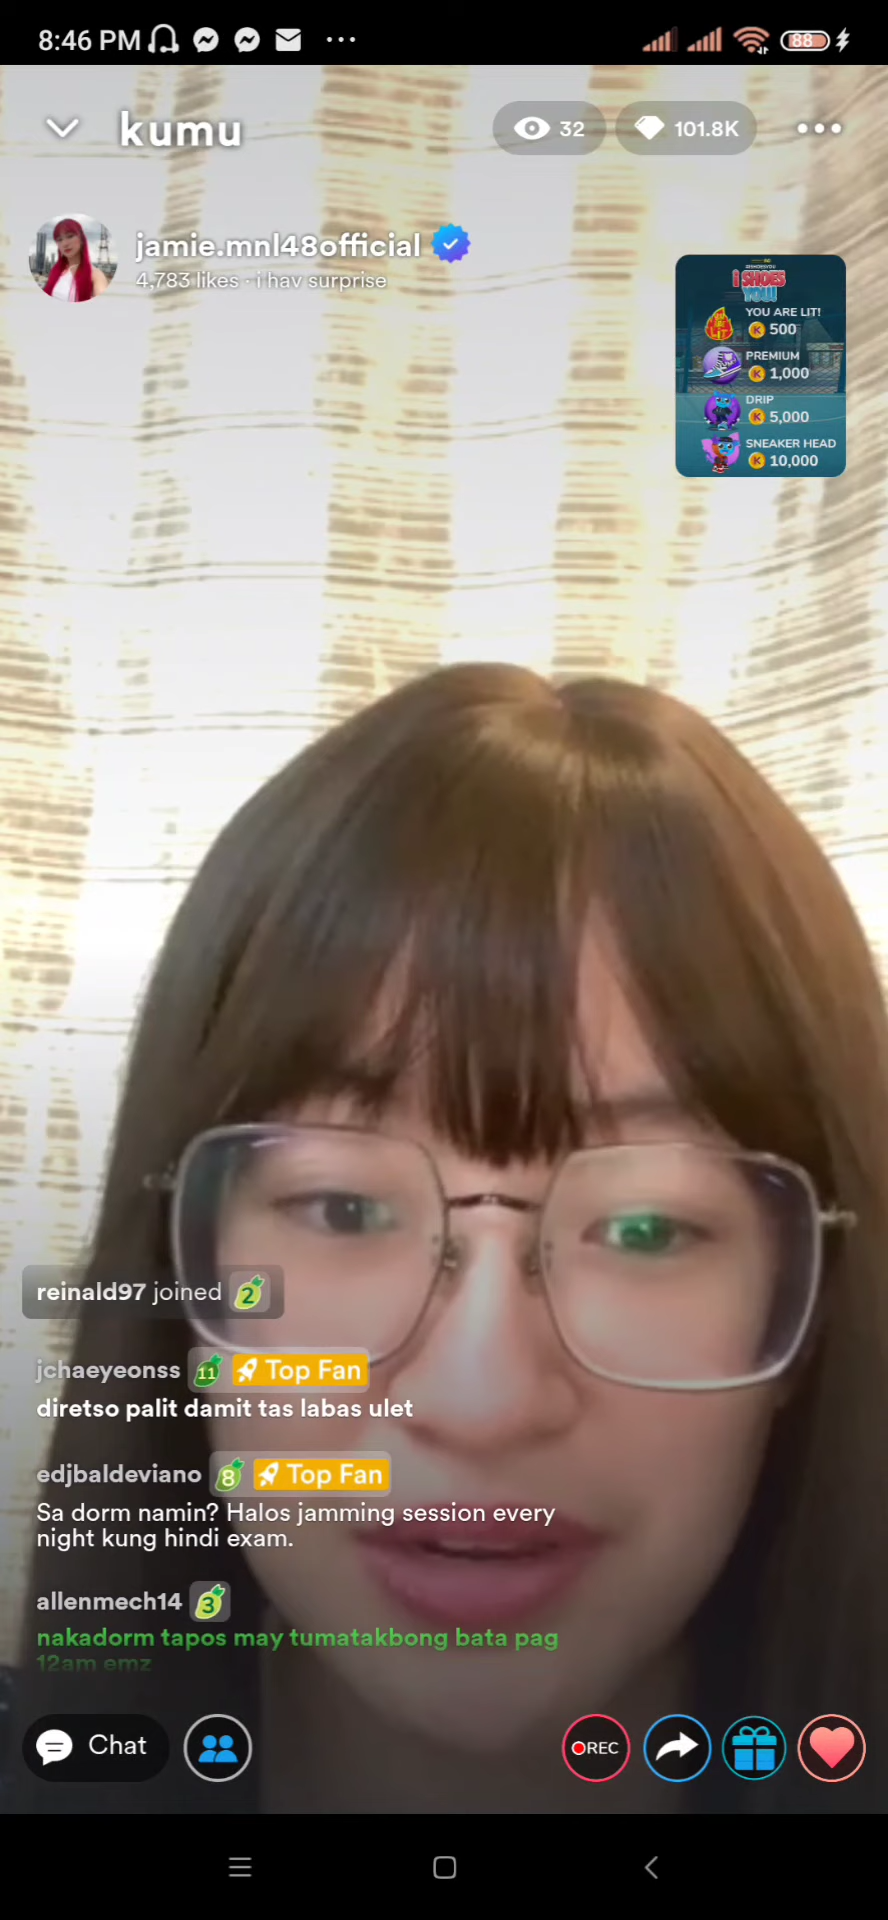 8:46 PM
88
kumu
32
101.8K
jamie.mnl48official
4,783 likes · i hav surprise
I SHOES
YOU!
YOU ARE LIT!
500
PREMIUM
1,000
DRIP
5,000
SNEAKER HEAD
10,000
reinald97 joined 2
jchaeyeonss 11 Top Fan
diretso palit damit tas labas ulet
edjbaldeviano 8 Top Fan
Sa dorm namin? Halos jamming session every
night kung hindi exam.
allenmech14 3
nakadorm tapos may tumatakbong bata pag
12am emz
Chat
REC